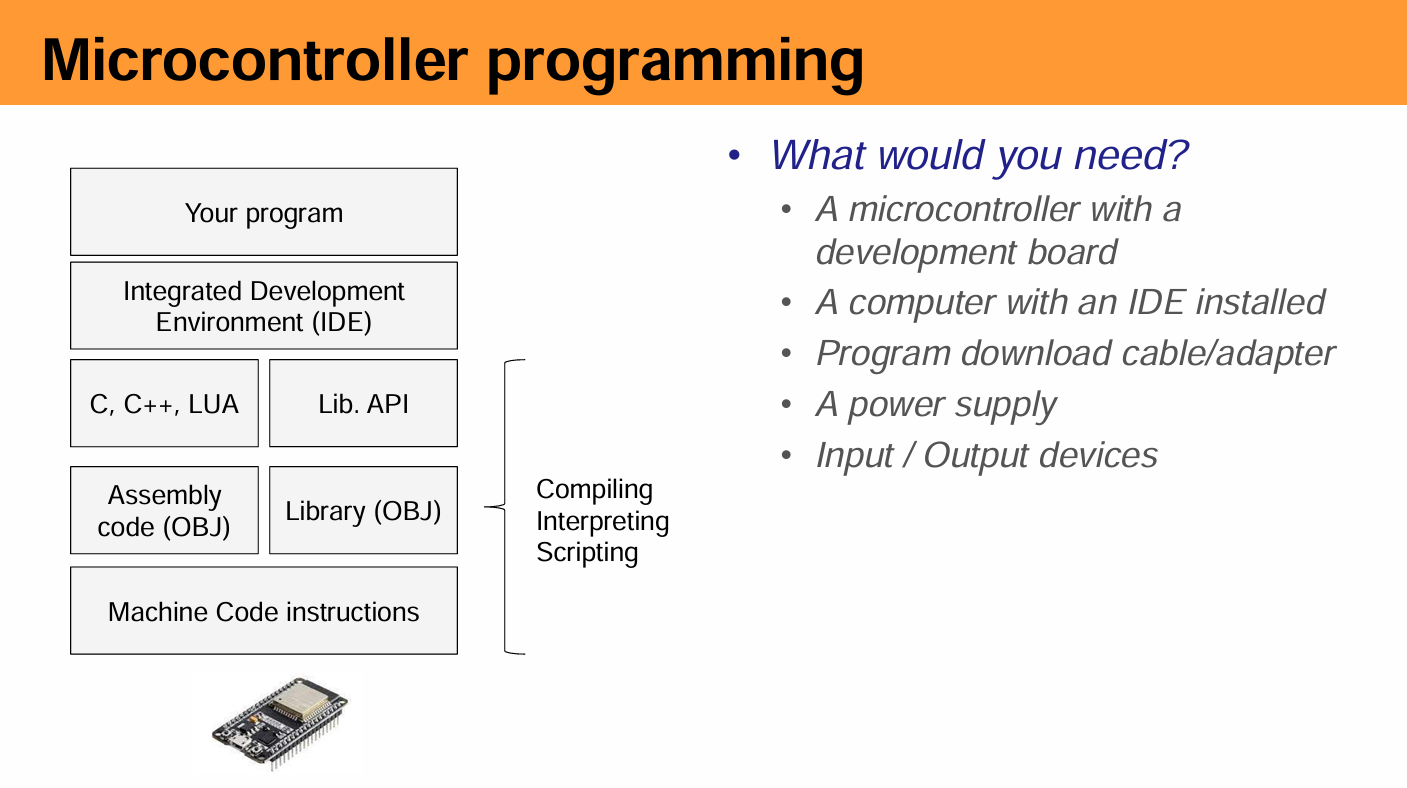 Microcontroller programming
Your program
Integrated Development
Environment (IDE)
C, C++, LUA
Lib. API
Assembly
code (OBJ)
Library (OBJ)
Machine Code instructions
Compiling
Interpreting
Scripting
• What would you need?
• A microcontroller with a
development board
• A computer with an IDE installed
• Program download cable/adapter
• A power supply
• Input / Output devices